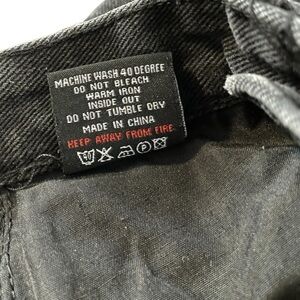 MACHINE WASH 40 DEGREE
DO NOT BLEACH
WARM IRON
INSIDE OUT
DO NOT TUMBLE DRY
MADE IN CHINA
KEEP AWAY FROM FIRE
40 P